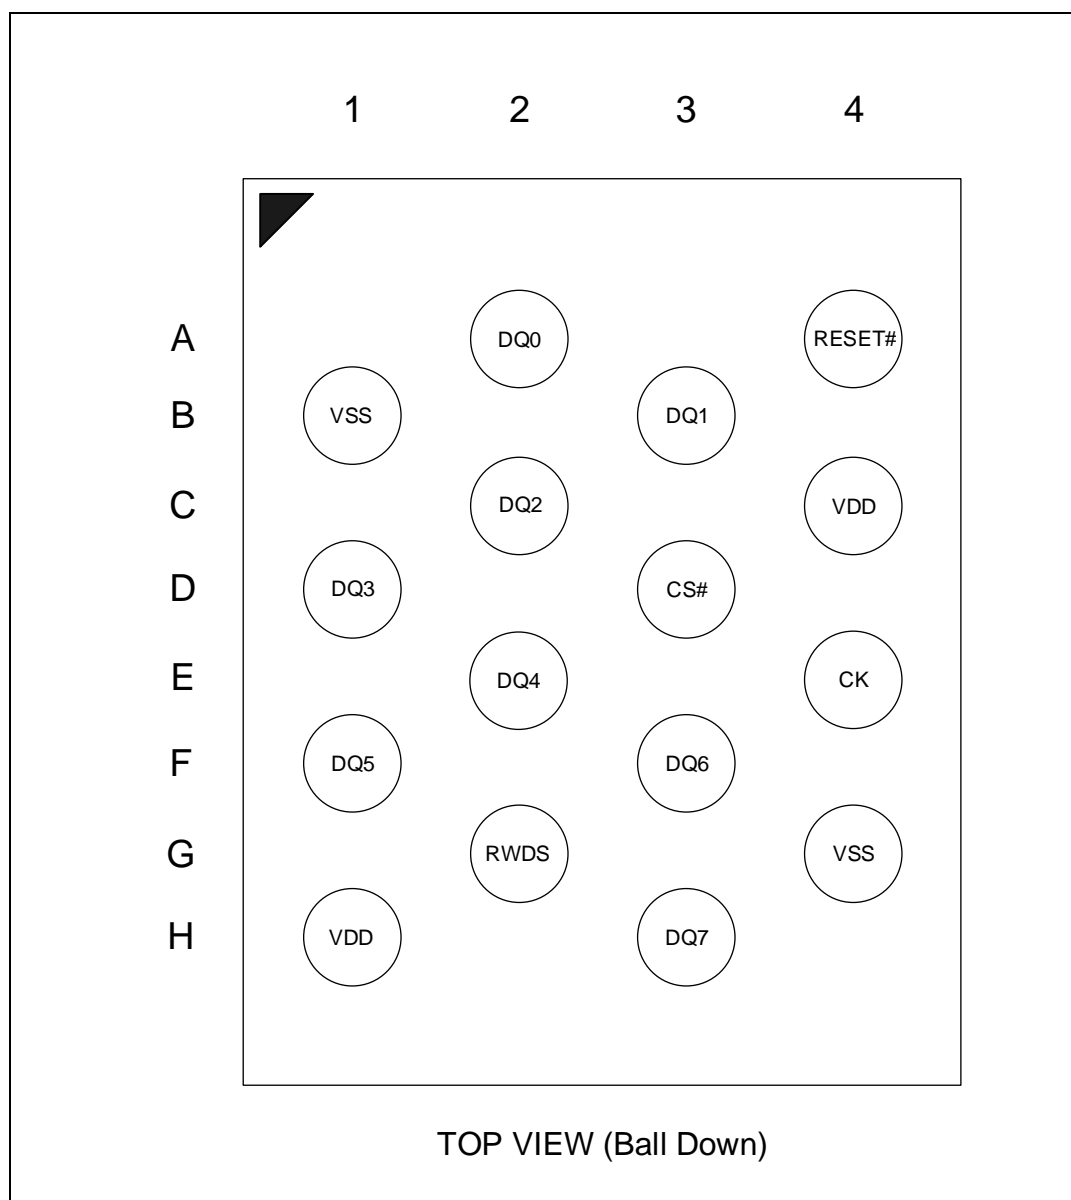 1 2 3 4
A DQ0 RESET#
B VSS DQ1
C DQ2 VDD
D DQ3 CS#
E DQ4 CK
F DQ5 DQ6
G RWDS VSS
H VDD DQ7
TOP VIEW (Ball Down)